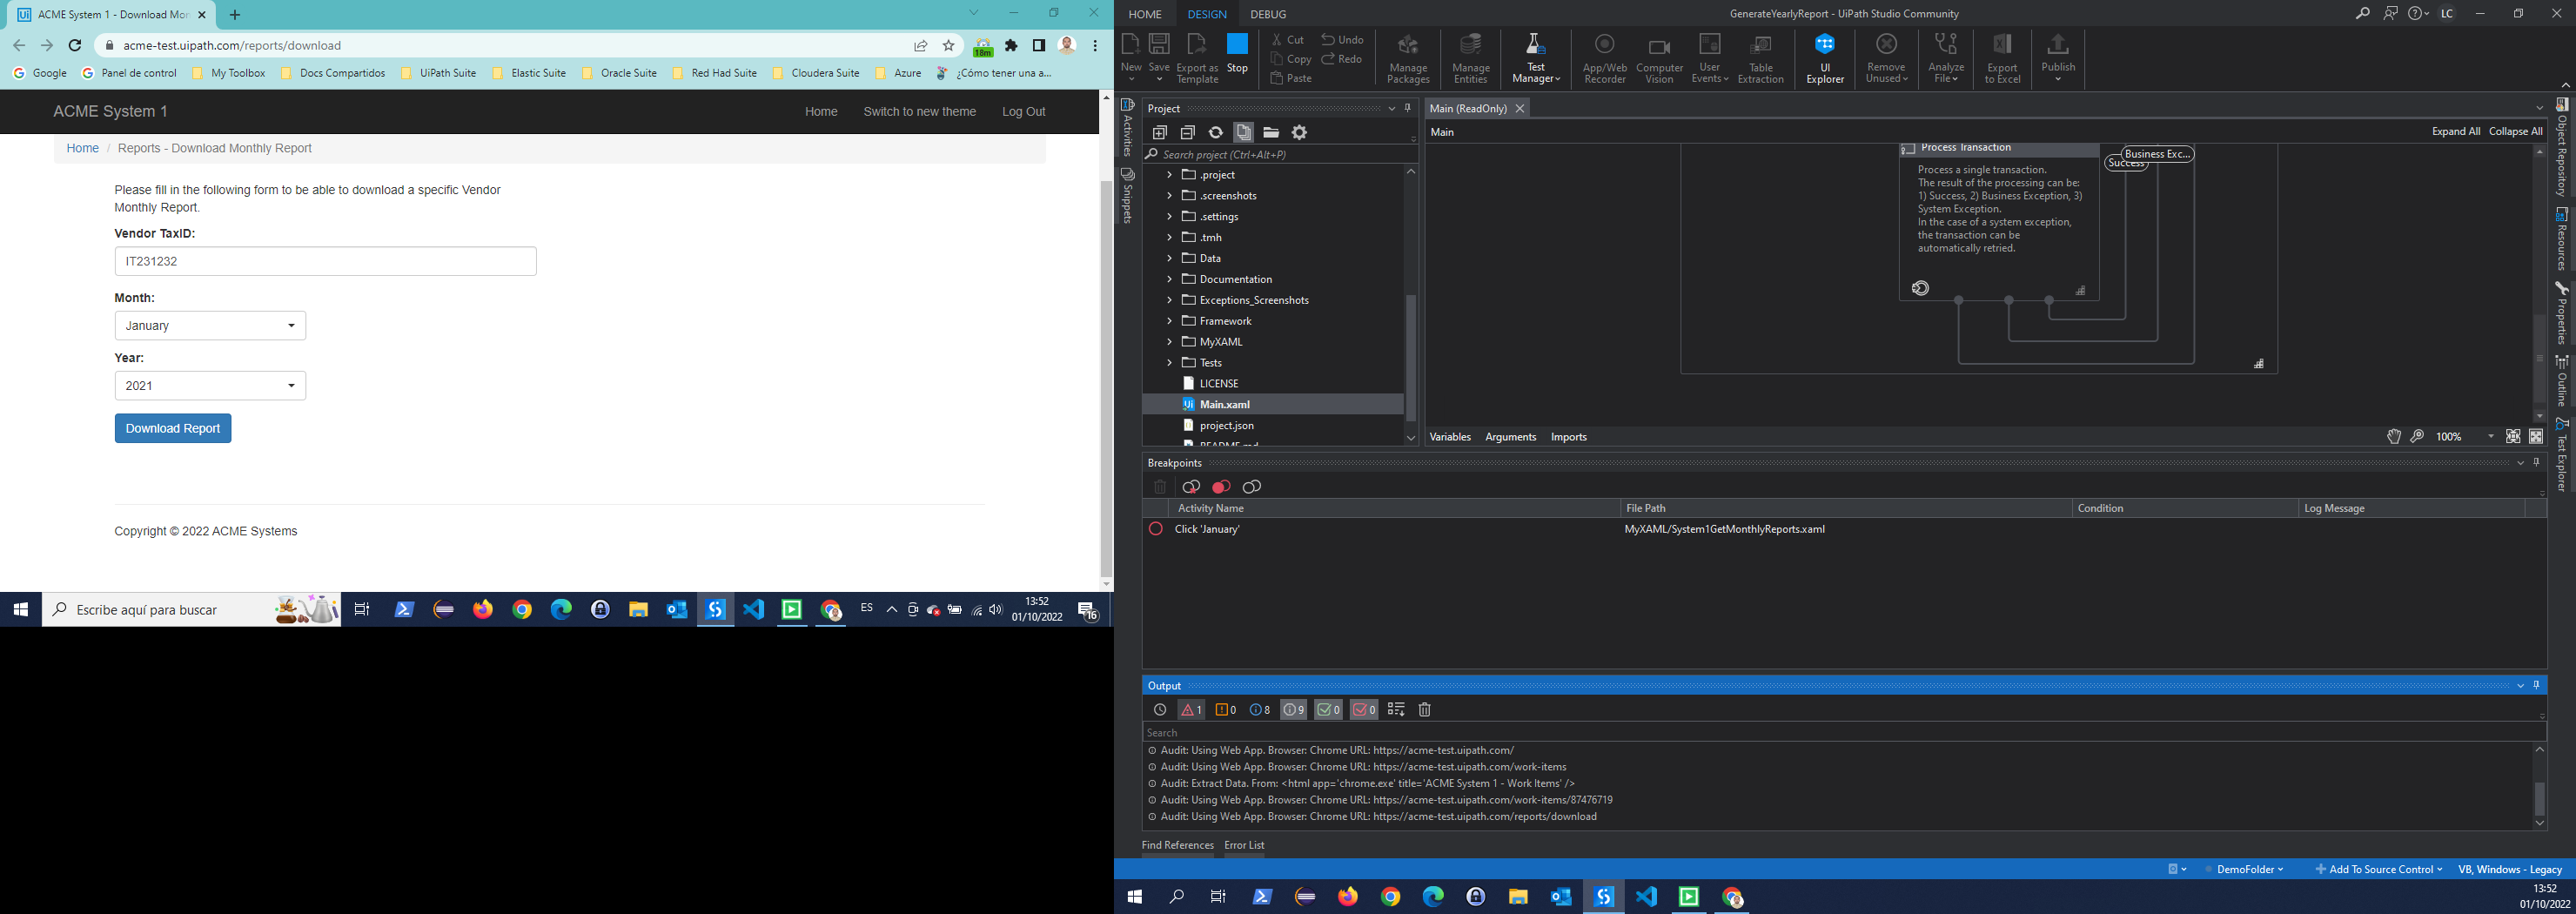 ACME System 1 - Download Mon
acme-test.uipath.com/reports/download
18m
Google
Panel de control
My Toolbox
Docs Compartidos
UiPath Suite
Elastic Suite
Oracle Suite
Red Had Suite
Cloudera Suite
Azure
¿Cómo tener una a...
ACME System 1
Home
Switch to new theme
Log Out
Home / Reports - Download Monthly Report
Please fill in the following form to be able to download a specific Vendor
Monthly Report.
Vendor TaxID:
IT231232
Month:
January
Year:
2021
Download Report
Copyright © 2022 ACME Systems
Escribe aquí para buscar
ES
13:52
01/10/2022
16
HOME
DESIGN
DEBUG
GenerateYearlyReport - UiPath Studio Community
LC
New
Save
Export as
Template
Stop
Cut
Copy
Paste
Undo
Redo
Manage
Packages
Manage
Entities
Test
Manager
App/Web
Recorder
Computer
Vision
User
Events
Table
Extraction
UI
Explorer
Remove
Unused
Analyze
File
Export
to Excel
Publish
Activities
Snippets
Project
Search project (Ctrl+Alt+P)
.project
.screenshots
.settings
.tmh
Data
Documentation
Exceptions_Screenshots
Framework
MyXAML
Tests
LICENSE
Main.xaml
project.json
README.md
Main (ReadOnly)
Main
Expand All
Collapse All
Process Transaction
Process a single transaction.
The result of the processing can be:
1) Success, 2) Business Exception, 3)
System Exception.
In the case of a system exception,
the transaction can be
automatically retried.
Success
Business Exc...
Variables
Arguments
Imports
100%
Object Repository
Resources
Properties
Outline
Test Explorer
Breakpoints
Activity Name
File Path
Condition
Log Message
Click 'January'
MyXAML/System1GetMonthlyReports.xaml
Output
1
0
8
9
0
0
Search
Audit: Using Web App. Browser: Chrome URL: https://acme-test.uipath.com/
Audit: Using Web App. Browser: Chrome URL: https://acme-test.uipath.com/work-items
Audit: Extract Data. From: <html app='chrome.exe' title='ACME System 1 - Work Items' />
Audit: Using Web App. Browser: Chrome URL: https://acme-test.uipath.com/work-items/87476719
Audit: Using Web App. Browser: Chrome URL: https://acme-test.uipath.com/reports/download
Find References
Error List
DemoFolder
Add To Source Control
VB, Windows - Legacy
13:52
01/10/2022